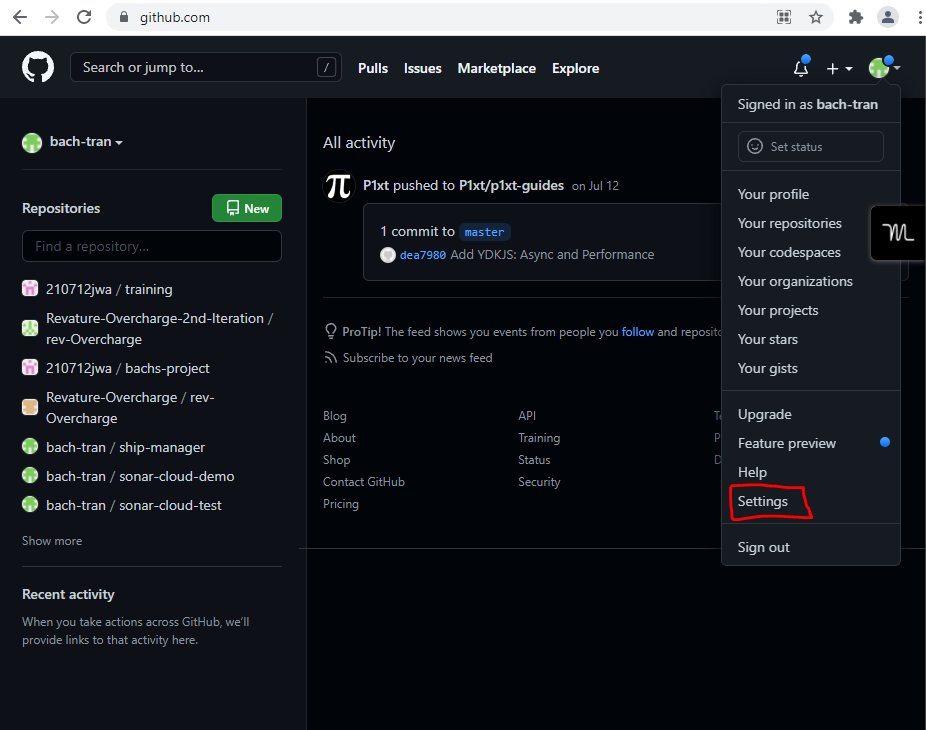 github.com
Search or jump to...
/
Pulls
Issues
Marketplace
Explore
bach-tran
Repositories
New
Find a repository...
210712jwa / training
Revature-Overcharge-2nd-Iteration /
rev-Overcharge
210712jwa / bachs-project
Revature-Overcharge / rev-
Overcharge
bach-tran / ship-manager
bach-tran / sonar-cloud-demo
bach-tran / sonar-cloud-test
Show more
Recent activity
When you take actions across GitHub, we'll
provide links to that activity here.
All activity
P1xt pushed to P1xt/p1xt-guides on Jul 12
1 commit to master
dea7980 Add YDKJS: Async and Performance
ProTip! The feed shows you events from people you follow and
Subscribe to your news feed
Blog
About
Shop
Contact GitHub
Pricing
API
Training
Status
Security
Signed in as bach-tran
Set status
Your profile
Your repositories
Your codespaces
Your organizations
Your projects
Your stars
Your gists
Upgrade
Feature preview
Help
Settings
Sign out